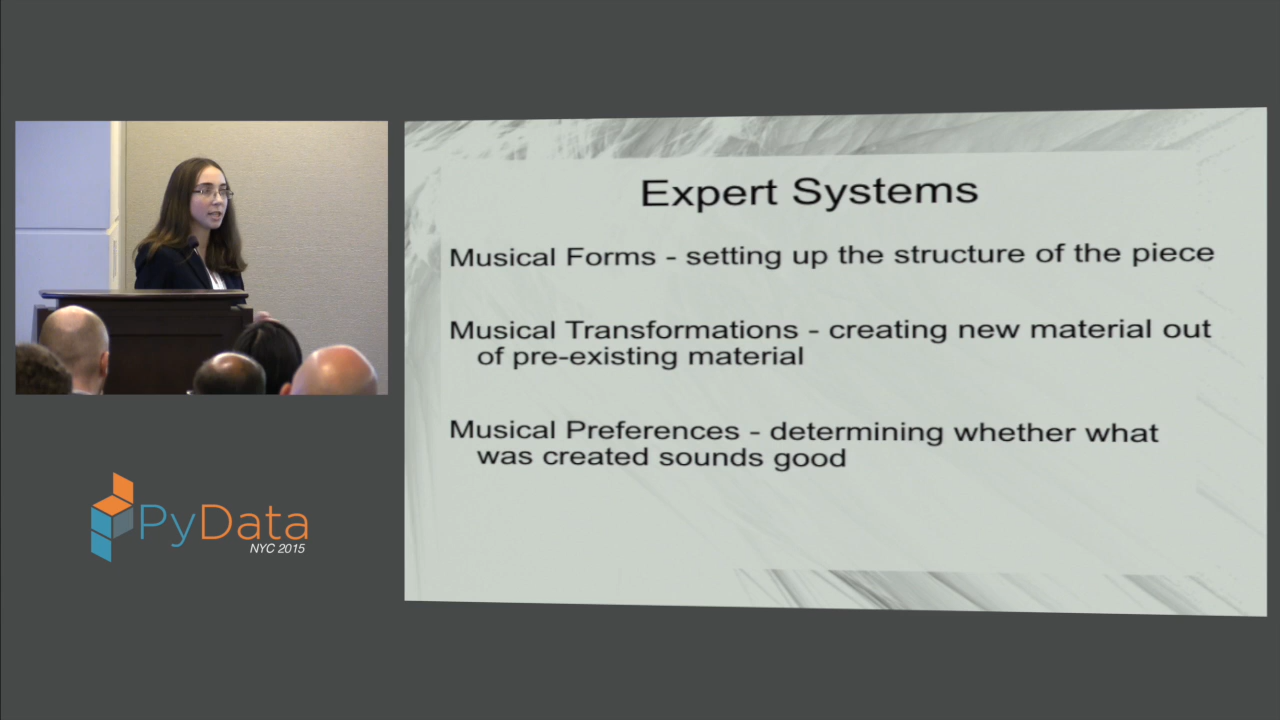 Expert Systems
Musical Forms - setting up the structure of the piece
Musical Transformations - creating new material out
of pre-existing material
Musical Preferences - determining whether what
was created sounds good
PyData
NYC 2015